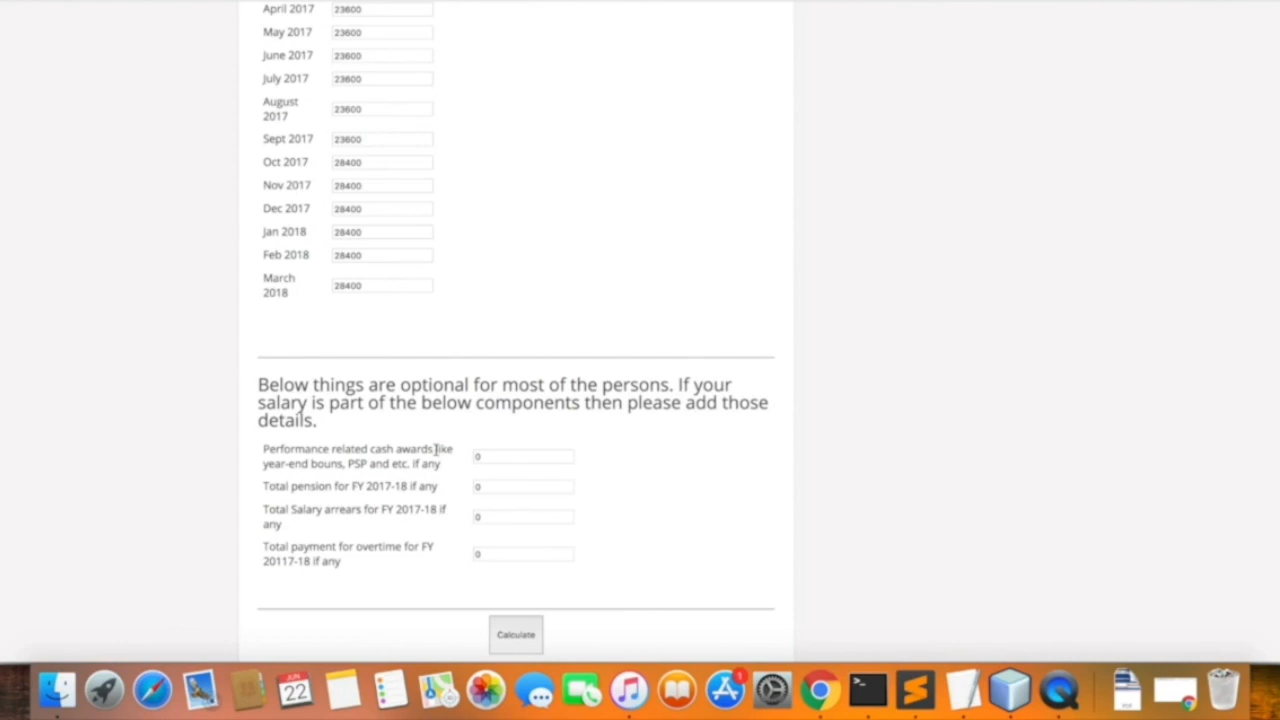 April 2017 23600
May 2017 23600
June 2017 23600
July 2017 23600
August
2017 23600
Sept 2017 23600
Oct 2017 28400
Nov 2017 28400
Dec 2017 28400
Jan 2018 28400
Feb 2018 28400
March
2018 28400
Below things are optional for most of the persons. If your
salary is part of the below components then please add those
details.
Performance related cash awards like
year-end bouns, PSP and etc. if any 0
Total pension for FY 2017-18 if any 0
Total Salary arrears for FY 2017-18 if
any 0
Total payment for overtime for FY
20117-18 if any 0
Calculate
JUN
22
1
>_
PDF